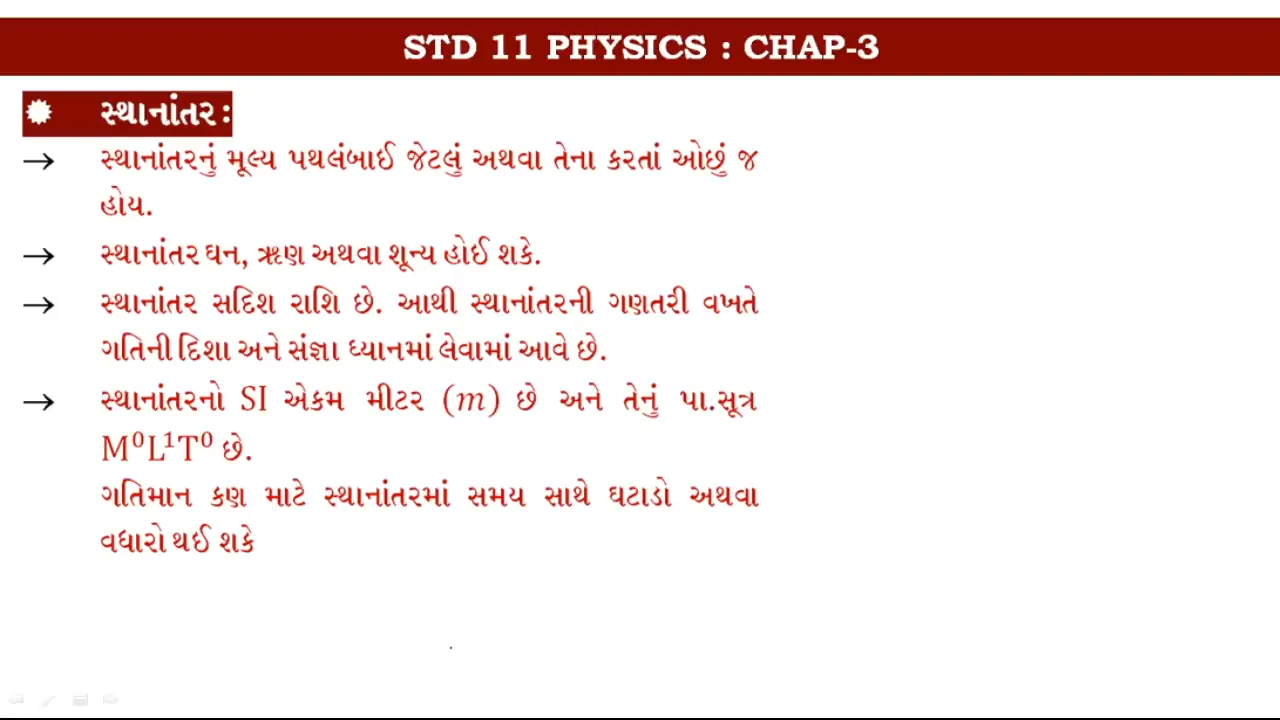 STD 11 PHYSICS : CHAP-3
સ્થાનાંતર :
→ સ્થાનાંતરનું મૂલ્ય પથલંબાઈ જેટલું અથવા તેના કરતાં ઓછું જ
હોય.
→ સ્થાનાંતર ઘન, ઋણ અથવા શૂન્ય હોઈ શકે.
→ સ્થાનાંતર સદિશ રાશિ છે. આથી સ્થાનાંતરની ગણતરી વખતે
ગતિની દિશા અને સંજ્ઞા ધ્યાનમાં લેવામાં આવે છે.
→ સ્થાનાંતરનો SI એકમ મીટર (m) છે અને તેનું પા.સૂત્ર
M⁰L¹T⁰ છે.
ગતિમાન કણ માટે સ્થાનાંતરમાં સમય સાથે ઘટાડો અથવા
વધારો થઈ શકે